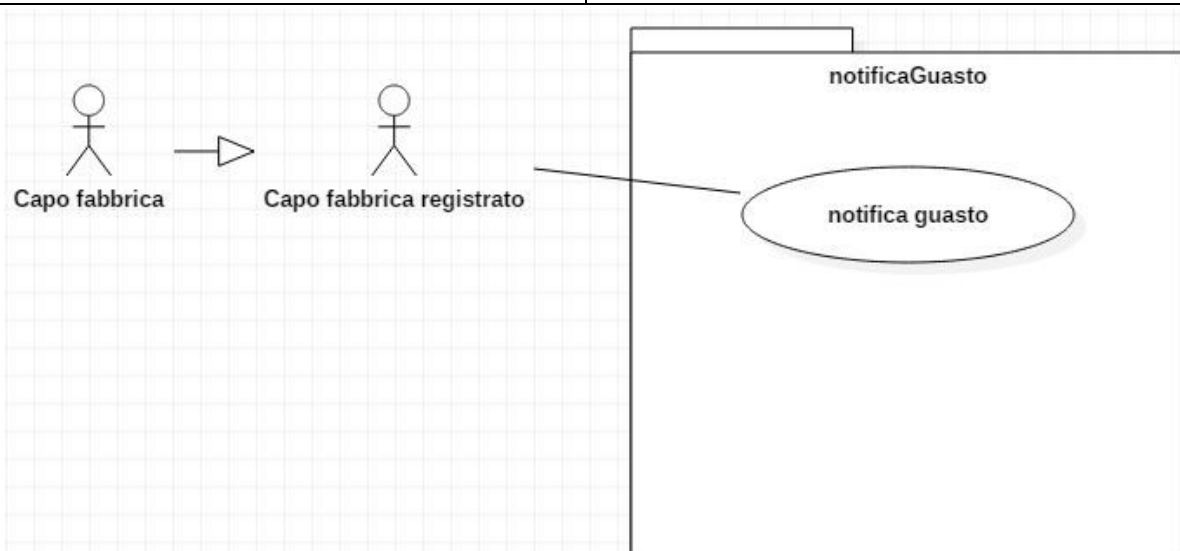 notificaGuasto
Capo fabbrica
Capo fabbrica registrato
notifica guasto